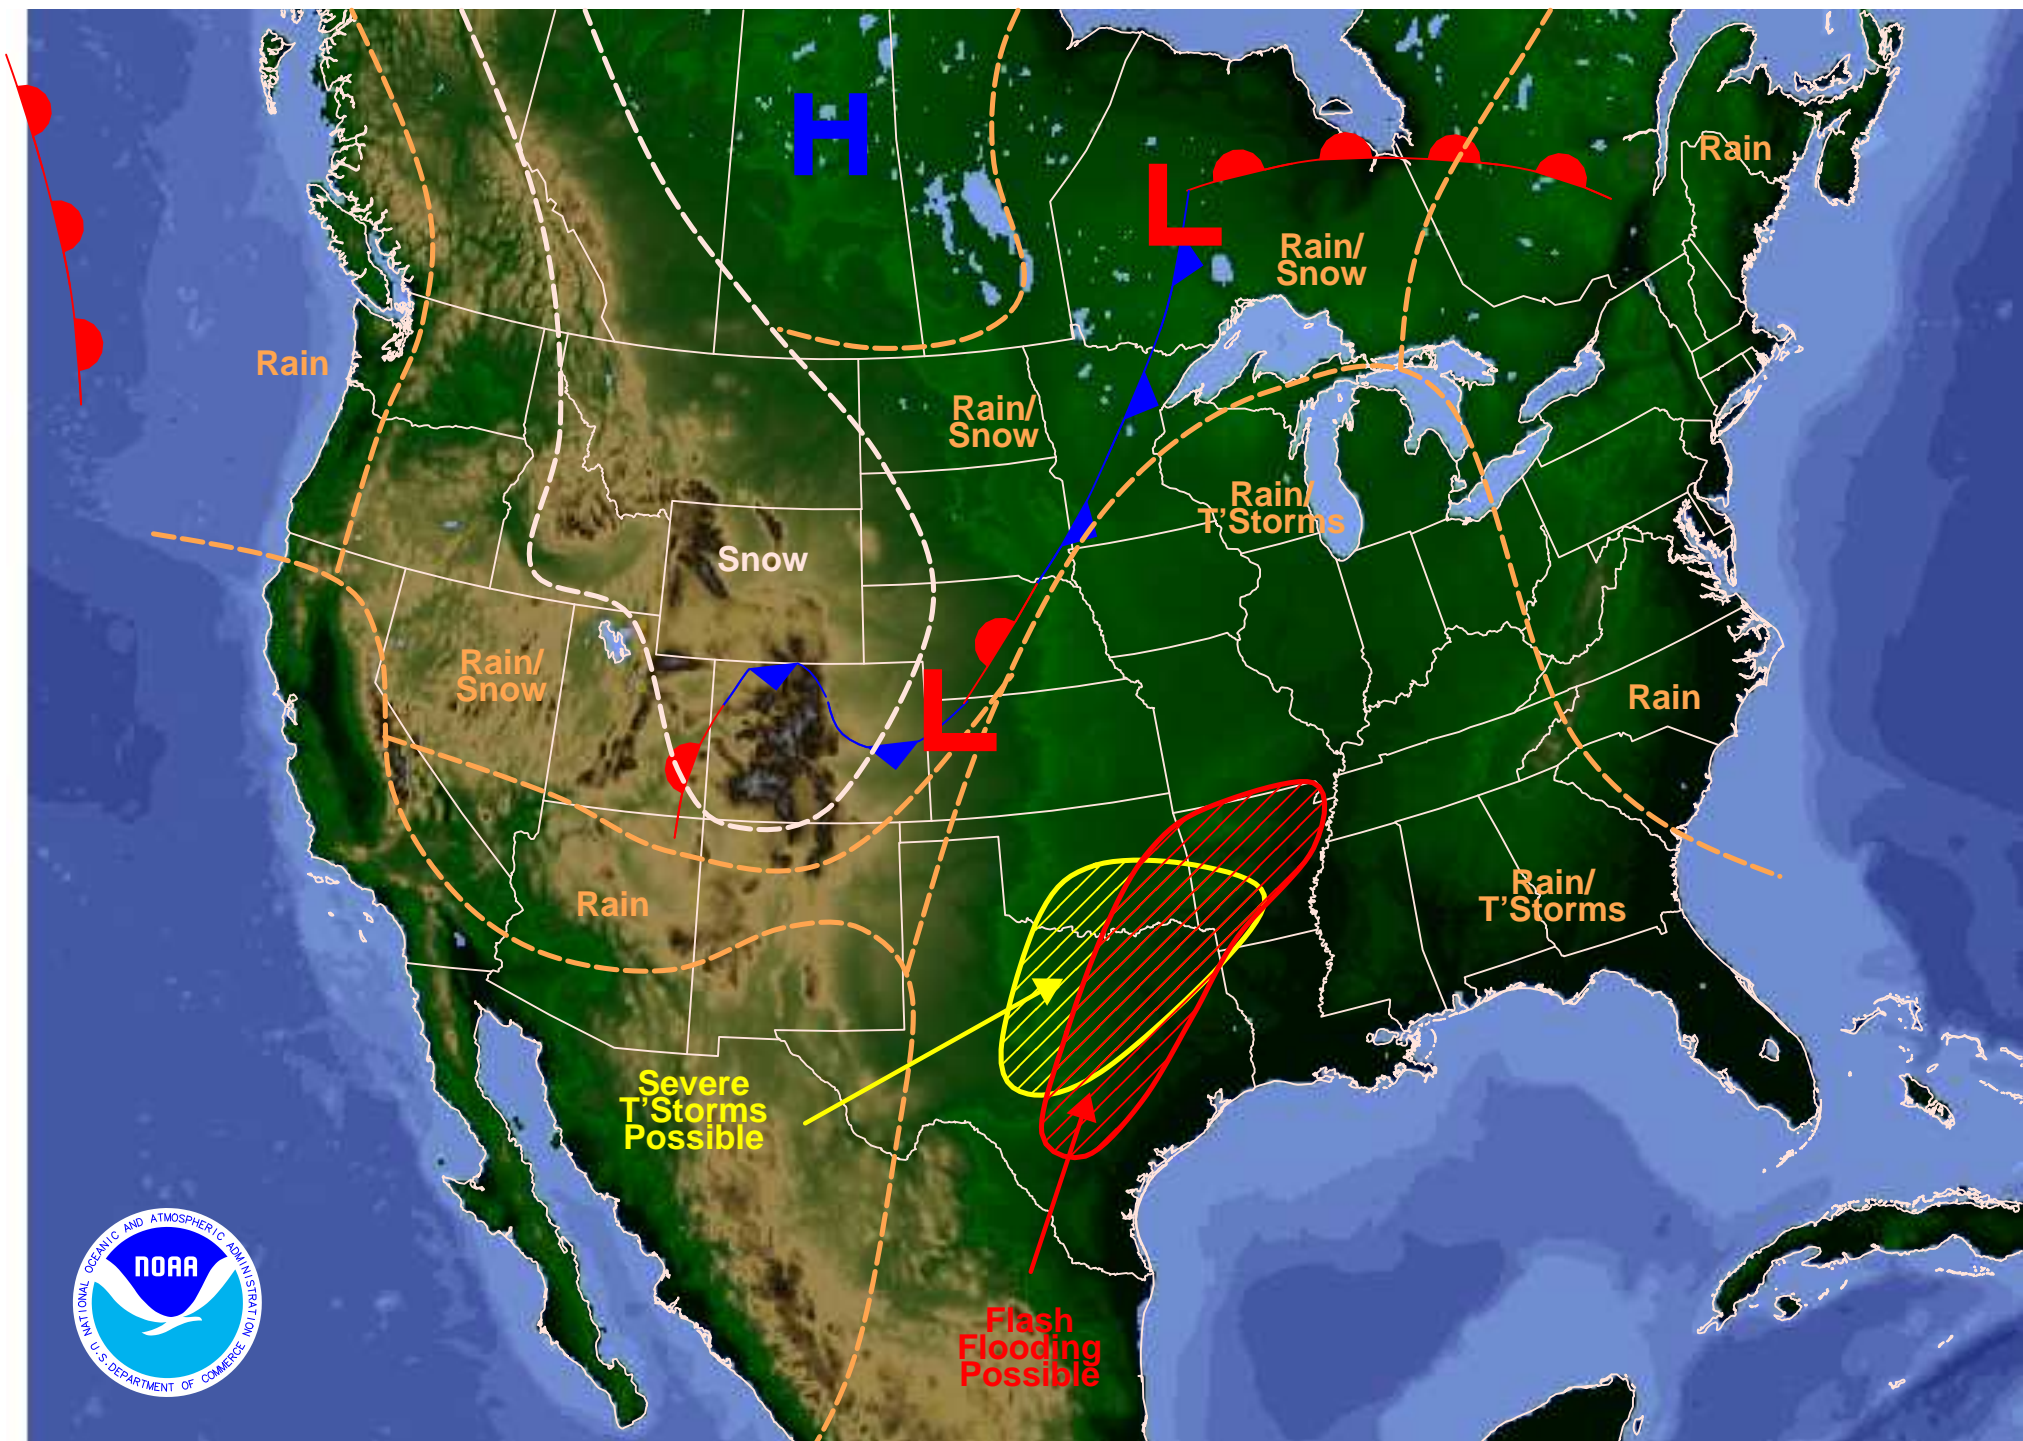 H
Rain
L
Rain/
Snow
Rain
Rain/
Snow
Rain/
T'Storms
Snow
Rain/
Snow
L
Rain
Rain
Rain/
T'Storms
Severe
T'Storms
Possible
Flash
Flooding
Possible
NATIONAL OCEANIC AND ATMOSPHERIC ADMINISTRATION
NOAA
U.S. DEPARTMENT OF COMMERCE